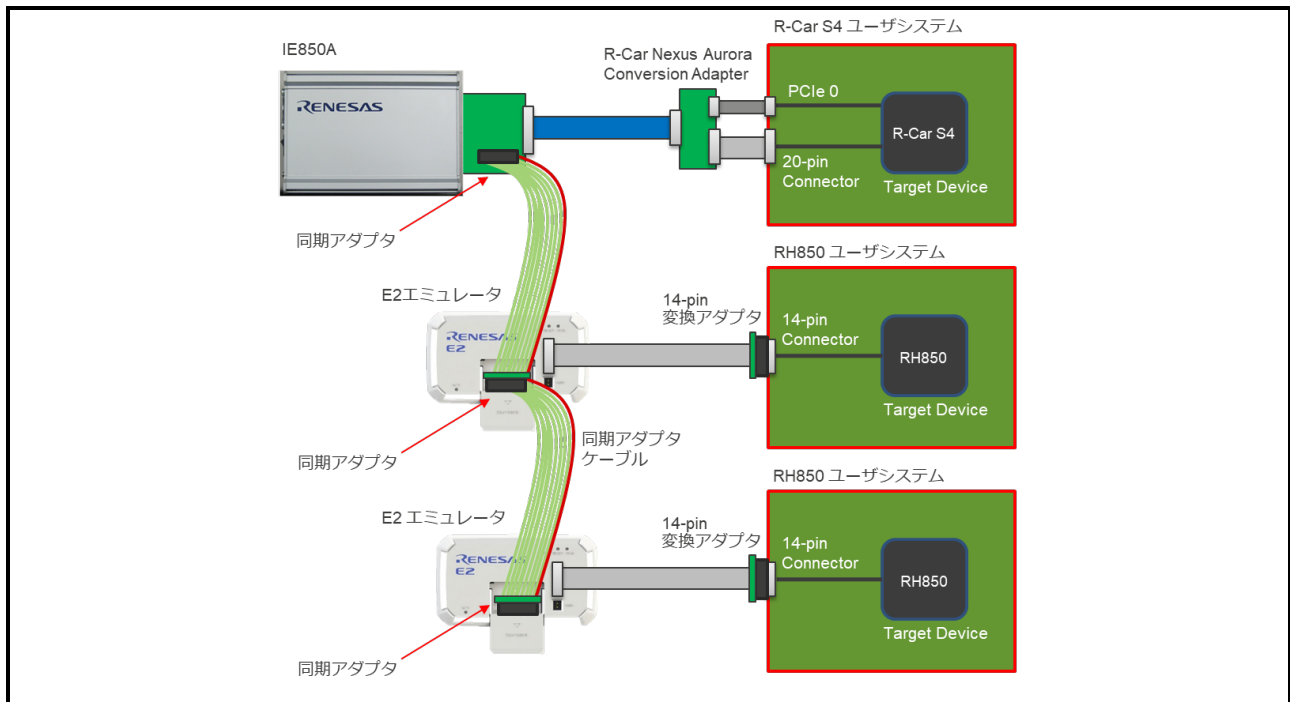 R-Car S4 ユーザシステム
IE850A
R-Car Nexus Aurora
Conversion Adapter
RENESAS
PCIe 0
R-Car S4
20-pin
Connector
Target Device
同期アダプタ
RH850 ユーザシステム
E2エミュレータ
14-pin
変換アダプタ
14-pin
Connector
RENESAS
E2
RH850
Target Device
同期アダプタ
ケーブル
同期アダプタ
RH850 ユーザシステム
E2 エミュレータ
14-pin
変換アダプタ
14-pin
Connector
RENESAS
E2
RH850
Target Device
同期アダプタ